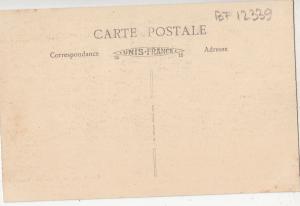 BF 12339
CARTE POSTALE
Correspondance UNIS-FRANCE Adresse